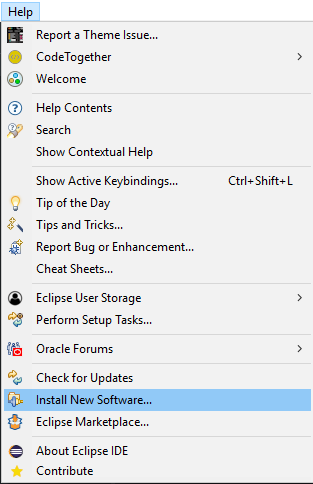 Help
Report a Theme Issue...
CodeTogether
Welcome
Help Contents
Search
Show Contextual Help
Show Active Keybindings... Ctrl+Shift+L
Tip of the Day
Tips and Tricks...
Report Bug or Enhancement...
Cheat Sheets...
Eclipse User Storage
Perform Setup Tasks...
Oracle Forums
Check for Updates
Install New Software...
Eclipse Marketplace...
About Eclipse IDE
Contribute